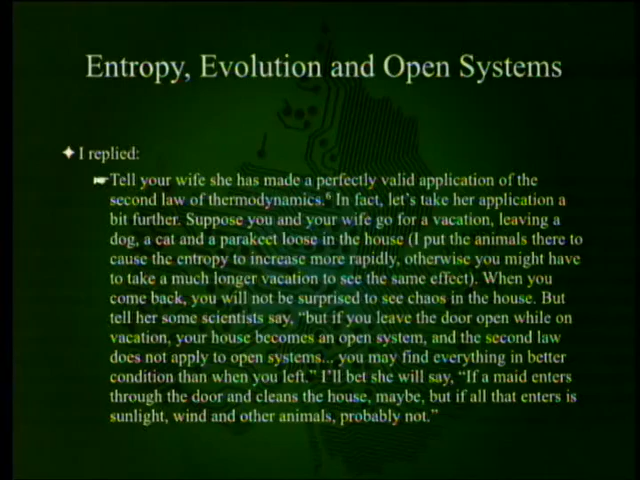 Entropy, Evolution and Open Systems
I replied:
Tell your wife she has made a perfectly valid application of the
second law of thermodynamics.⁶ In fact, let's take her application a
bit further. Suppose you and your wife go for a vacation, leaving a
dog, a cat and a parakeet loose in the house (I put the animals there to
cause the entropy to increase more rapidly, otherwise you might have
to take a much longer vacation to see the same effect). When you
come back, you will not be surprised to see chaos in the house. But
tell her some scientists say, “but if you leave the door open while on
vacation, your house becomes an open system, and the second law
does not apply to open systems... you may find everything in better
condition than when you left.” I'll bet she will say, “If a maid enters
through the door and cleans the house, maybe, but if all that enters is
sunlight, wind and other animals, probably not.”